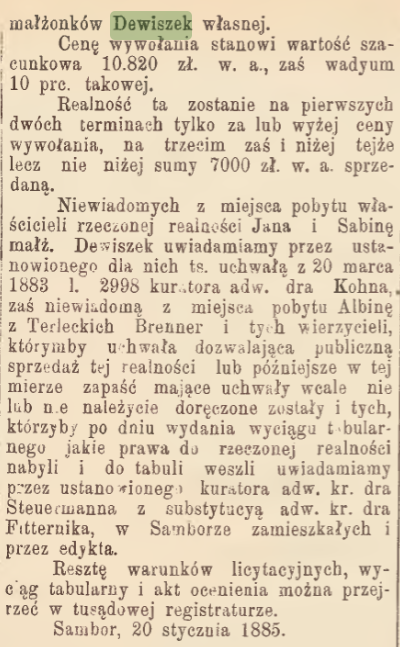 małżonków Dewiszek własnej.
Cenę wywołania stanowi wartość sza-
cunkowa 10.820 zł. w. a., zaś wadyum
10 prc. takowej.
Realność ta zostanie na pierwszych
dwóch terminach tylko za lub wyżej ceny
wywołania, na trzecim zaś i niżej tejże
lecz nie niżej sumy 7000 zł. w. a. sprze-
daną.
Niewiadomych z miejsca pobytu wła-
ścicieli rzeczonej realności Jana i Sabinę
małż. Dewiszek uwiadamiamy przez usta-
nowionego dla nich ts. uchwałą z 20 marca
1883 l. 2998 kuratora adw. dra Kohna,
zaś niewiadomą z miejsca pobytu Albinę
z Terleckich Brenner i tych wierzycieli,
którymby uchwała dozwalająca publiczną
sprzedaż tej realności lub późniejsze w tej
mierze zapaść mające uchwały wcale nie
lub nie należycie doręczone zostały i tych,
którzyby po dniu wydania wyciągu tabular-
nego jakie prawa do rzeczonej realności
nabyli i do tabuli weszli uwiadamiamy
przez ustanowionego kuratora adw. kr. dra
Steuermanna z substytucyą adw. kr. dra
Fitternika, w Samborze zamieszkałych i
przez edykta.
Resztę warunków licytacyjnych, wy-
ciąg tabularny i akt ocenienia można przej-
rzeć w tusądowej registraturze.
Sambor, 20 stycznia 1885.